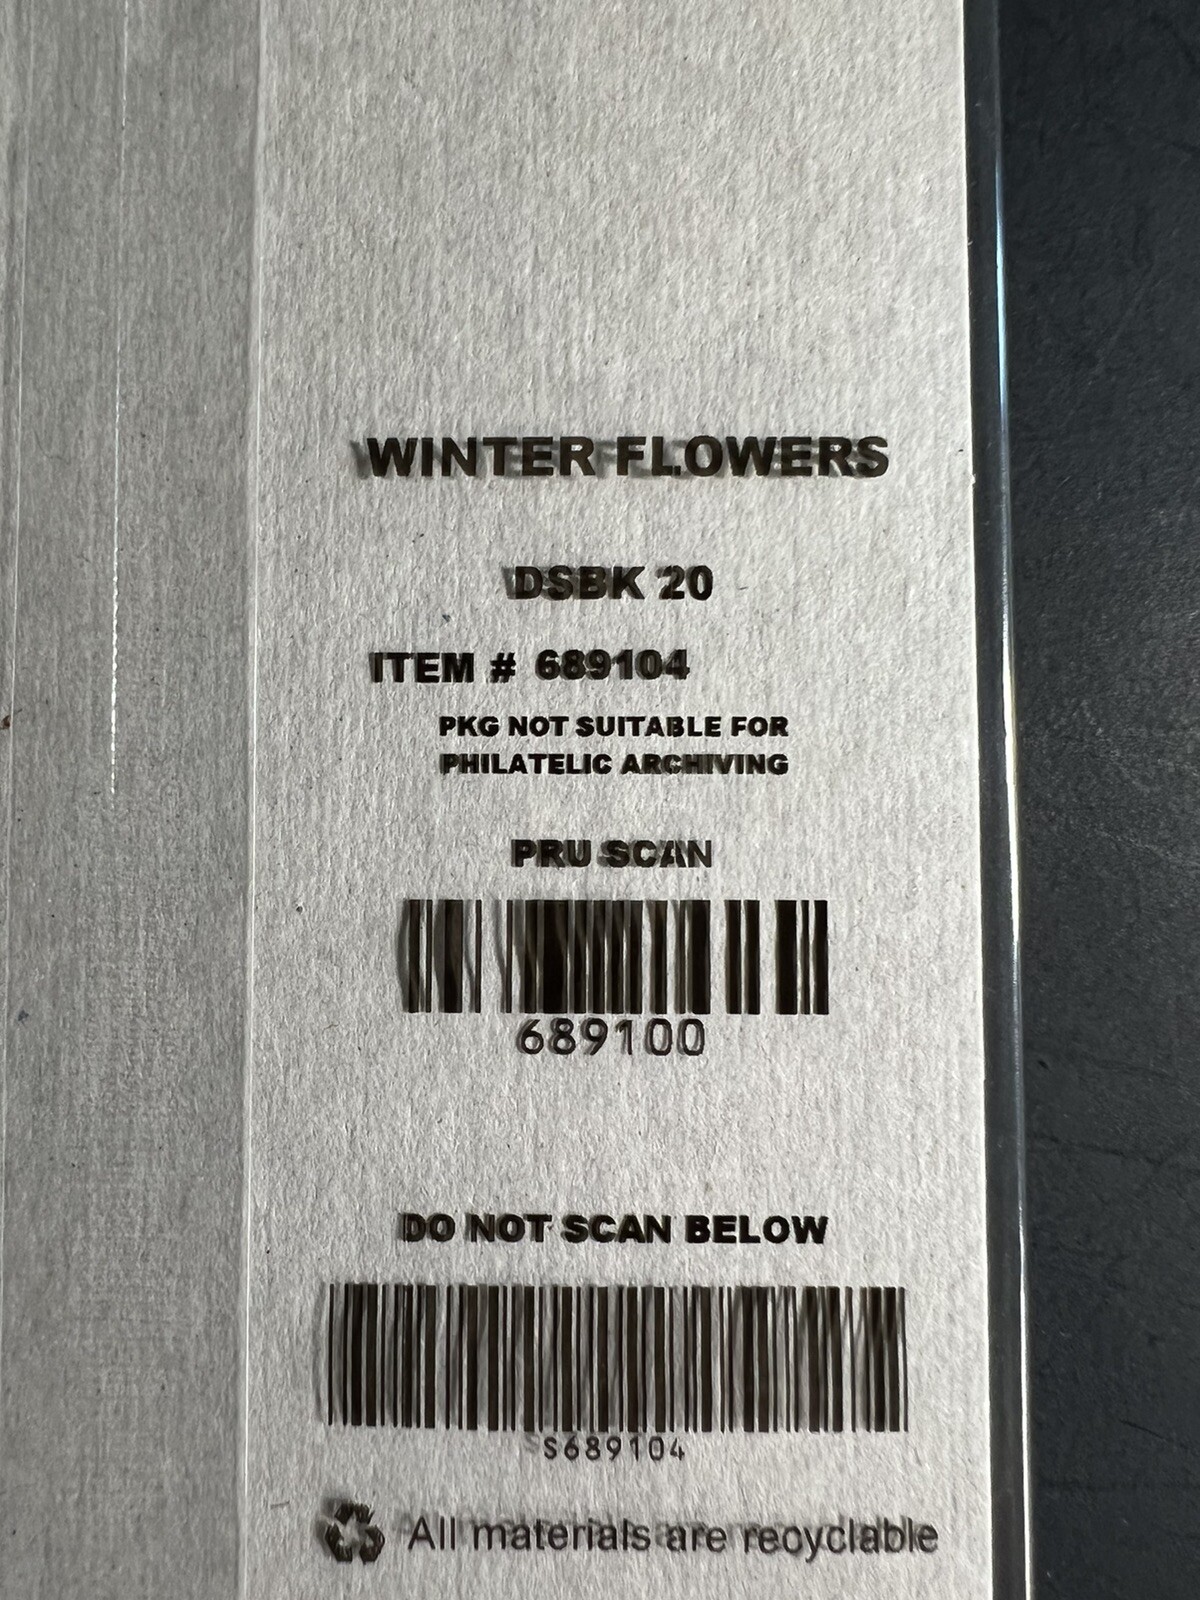 WINTER FLOWERS
DSBK 20
ITEM # 689104
PKG NOT SUITABLE FOR
PHILATELIC ARCHIVING
PRU SCAN
689100
DO NOT SCAN BELOW
S689104
All materials are recyclable